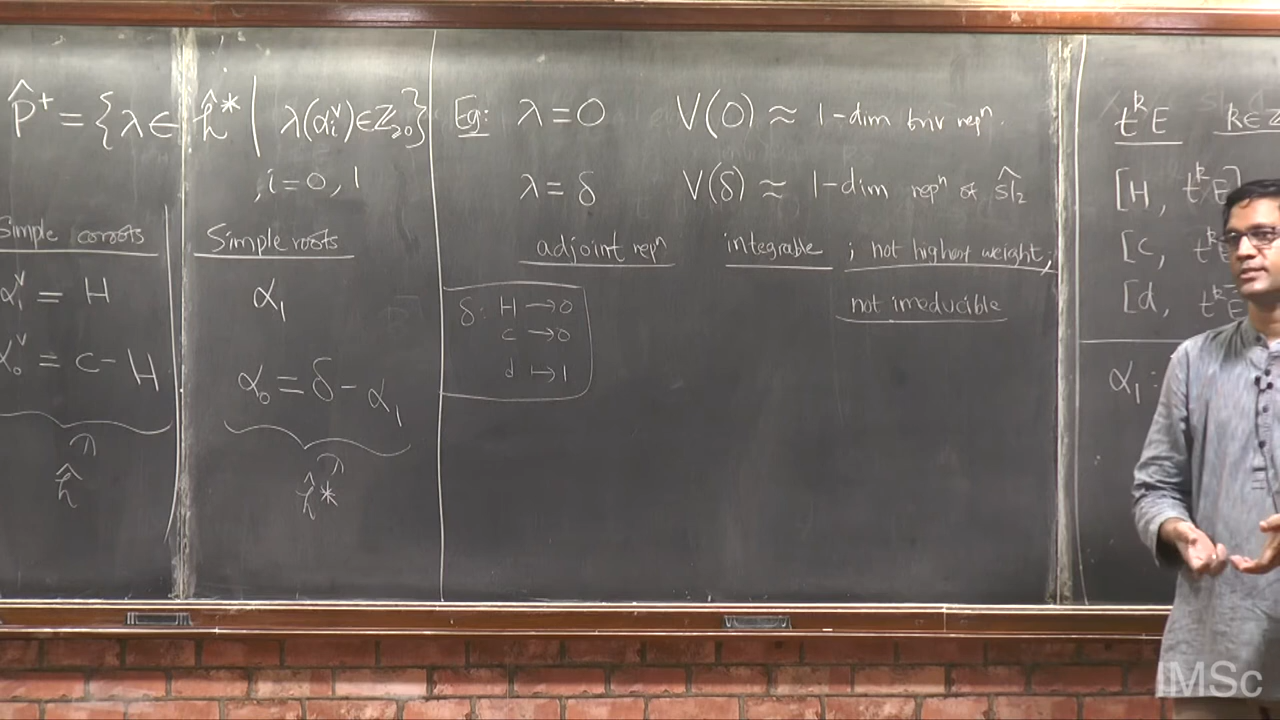 P̂⁺ = {λ ∈ ĥ* | λ(αᵢᵛ) ∈ ℤ≥0}
, i = 0, 1
Simple coroots
α₁ᵛ = H
α₀ᵛ = c − H
ĥ
Simple roots
α₁
α₀ = δ − α₁
ĥ*
Eg: λ = 0 V(0) ≈ 1-dim triv repⁿ.
λ = δ V(δ) ≈ 1-dim repⁿ of ŝl₂
adjoint repⁿ integrable ; not highest weight ;
not irreducible
δ: H → 0
c → 0
d ↦ 1
tᵏE k ∈ ℤ
[H, tᵏE]
[c, tᵏE
[d, tᵏE
α₁ :
IMSc